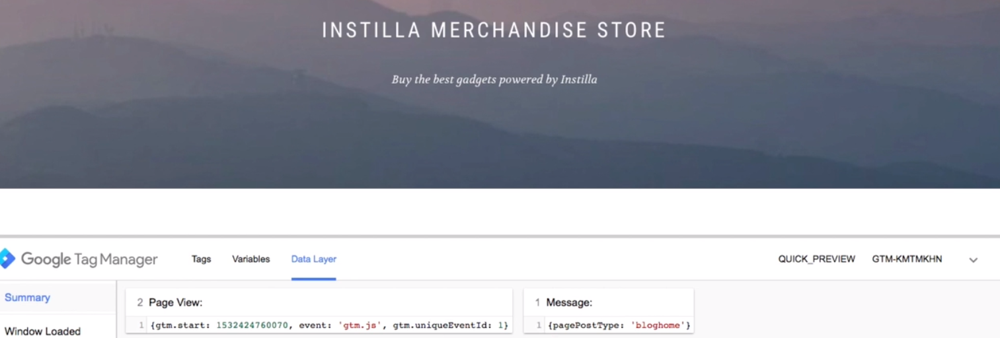 INSTILLA MERCHANDISE STORE
Buy the best gadgets powered by Instilla
Google Tag Manager
Tags
Variables
Data Layer
QUICK_PREVIEW
GTM-KMTMKHN
Summary
Window Loaded
2 Page View:
1 {gtm.start: 1532424760070, event: 'gtm.js', gtm.uniqueEventId: 1}
1 Message:
1 {pagePostType: 'bloghome'}